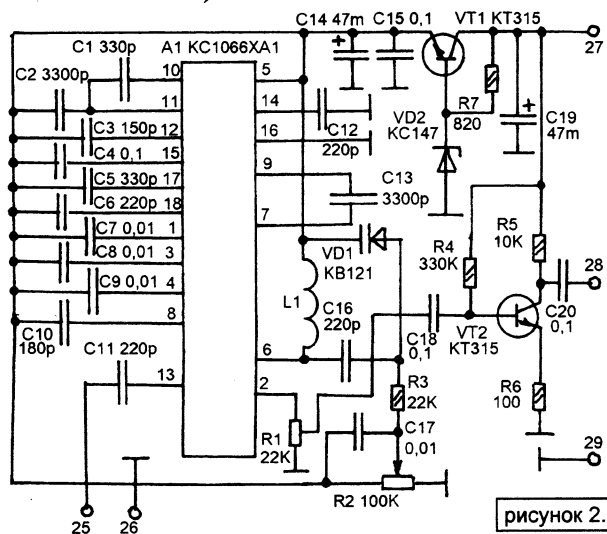 C14 47m
C15 0,1
VT1 KT315
C1 330p
A1 КС1066ХА1
C2 3300p
10
5
27
11
14
C3 150p
12
C12
220p
VD2
КС147
R7
820
C19
47m
C4 0,1
15
16
C5 330p
17
9
C13
3300p
C6 220p
18
7
C7 0,01
1
VD1
КВ121
R4
330K
R5
10K
C8 0,01
3
28
C9 0,01
4
L1
C16
220p
C10
180p
8
C18
0,1
VT2
КТ315
C20
0,1
C11 220p
6
13
2
R3
22K
R6
100
R1
22K
C17
0,01
29
R2 100K
25
26
рисунок 2.